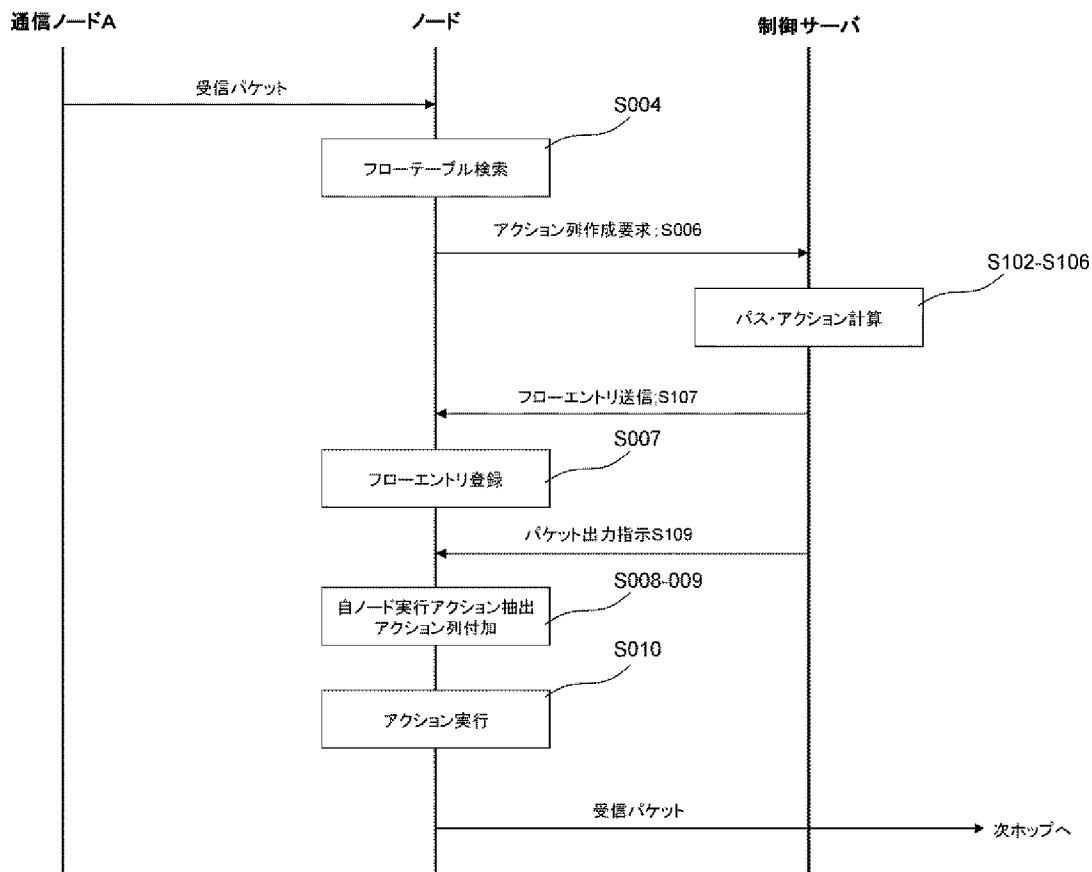 通信ノードA
ノード
制御サーバ
受信パケット
S004
フローテーブル検索
アクション列作成要求;S006
S102-S106
パス・アクション計算
フローエントリ送信;S107
S007
フローエントリ登録
パケット出力指示S109
S008-009
自ノード実行アクション抽出
アクション列付加
S010
アクション実行
受信パケット
次ホップへ